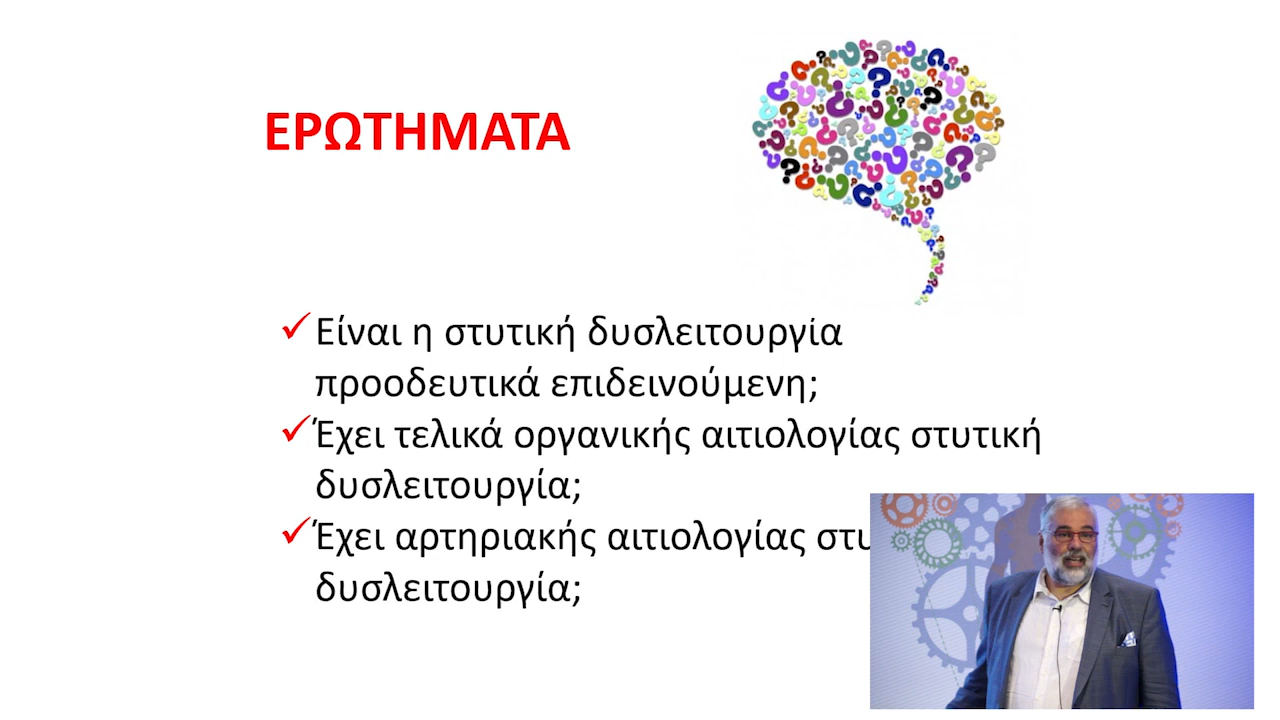 ΕΡΩΤΗΜΑΤΑ
Είναι η στυτική δυσλειτουργία
προοδευτικά επιδεινούμενη;
Έχει τελικά οργανικής αιτιολογίας στυτική
δυσλειτουργία;
Έχει αρτηριακής αιτιολογίας στυ
δυσλειτουργία;